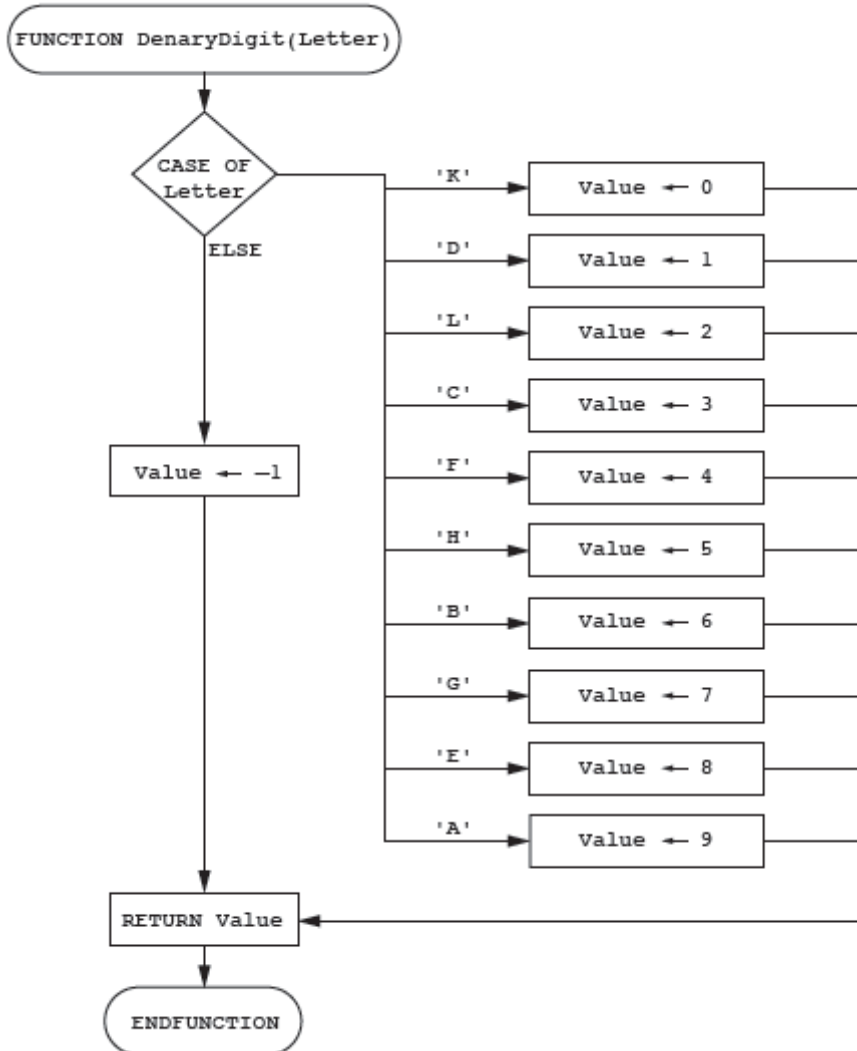 FUNCTION DenaryDigit(Letter)
CASE OF
Letter
ELSE
'K'
Value ← 0
'D'
Value ← 1
'L'
Value ← 2
'C'
Value ← 3
'F'
Value ← 4
'H'
Value ← 5
'B'
Value ← 6
'G'
Value ← 7
'E'
Value ← 8
'A'
Value ← 9
Value ← –1
RETURN Value
ENDFUNCTION